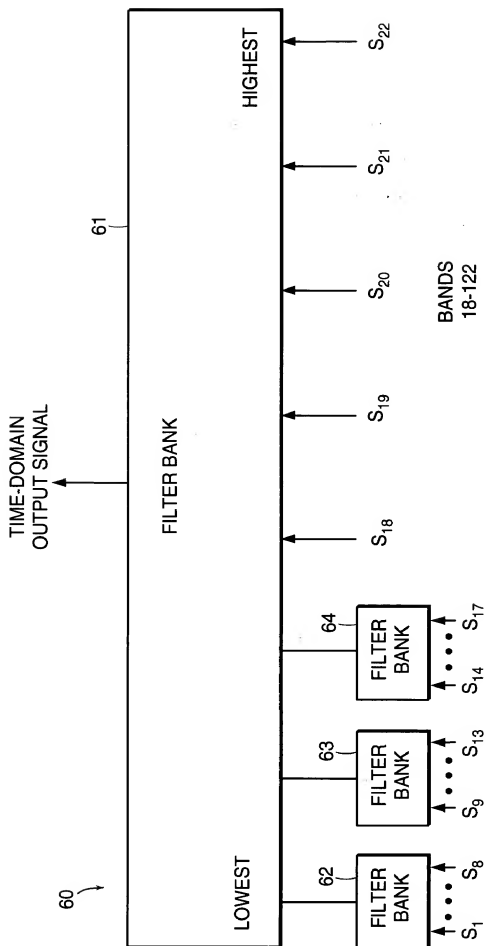 60
TIME-DOMAIN
OUTPUT SIGNAL
61
LOWEST
FILTER BANK
HIGHEST
62
63
64
FILTER
BANK
FILTER
BANK
FILTER
BANK
S1
S8
S9
S13
S14
S17
S18
S19
S20
S21
S22
BANDS
18-122